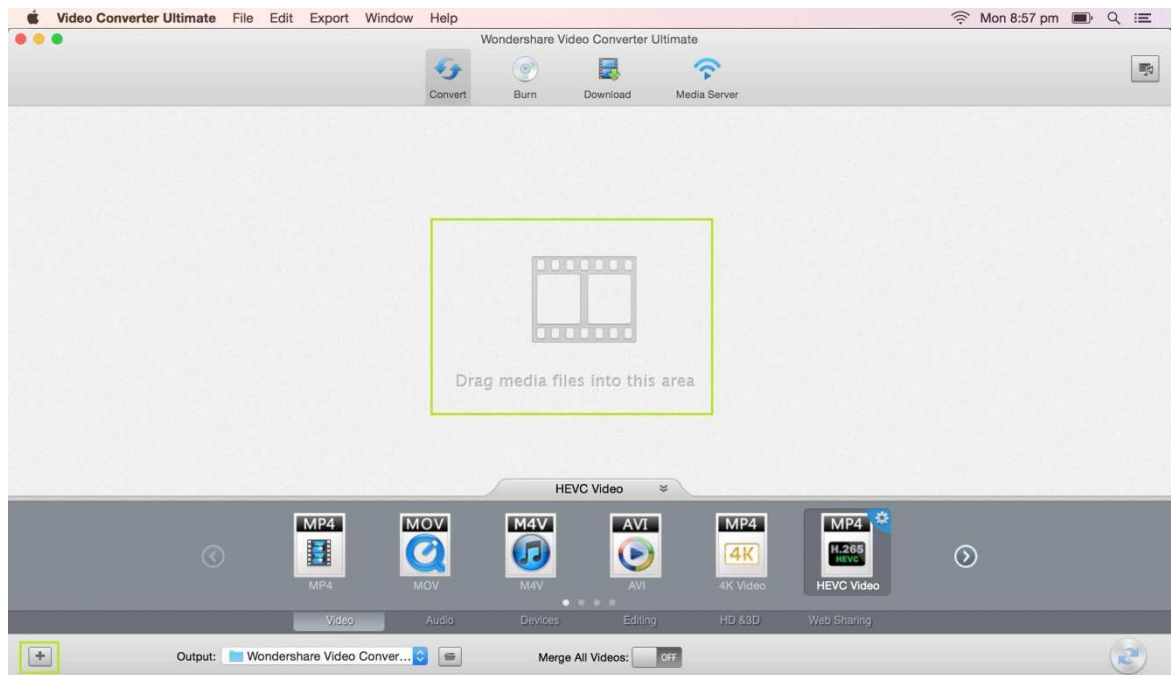 Video Converter Ultimate File Edit Export Window Help Mon 8:57 pm
Wondershare Video Converter Ultimate
Convert Burn Download Media Server
Drag media files into this area
HEVC Video
MP4 MOV M4V AVI MP4 MP4
4K H.265
HEVC
MP4 MOV M4V AVI 4K Video HEVC Video
Video Audio Devices Editing HD &3D Web Sharing
Output: Wondershare Video Conver... Merge All Videos: OFF